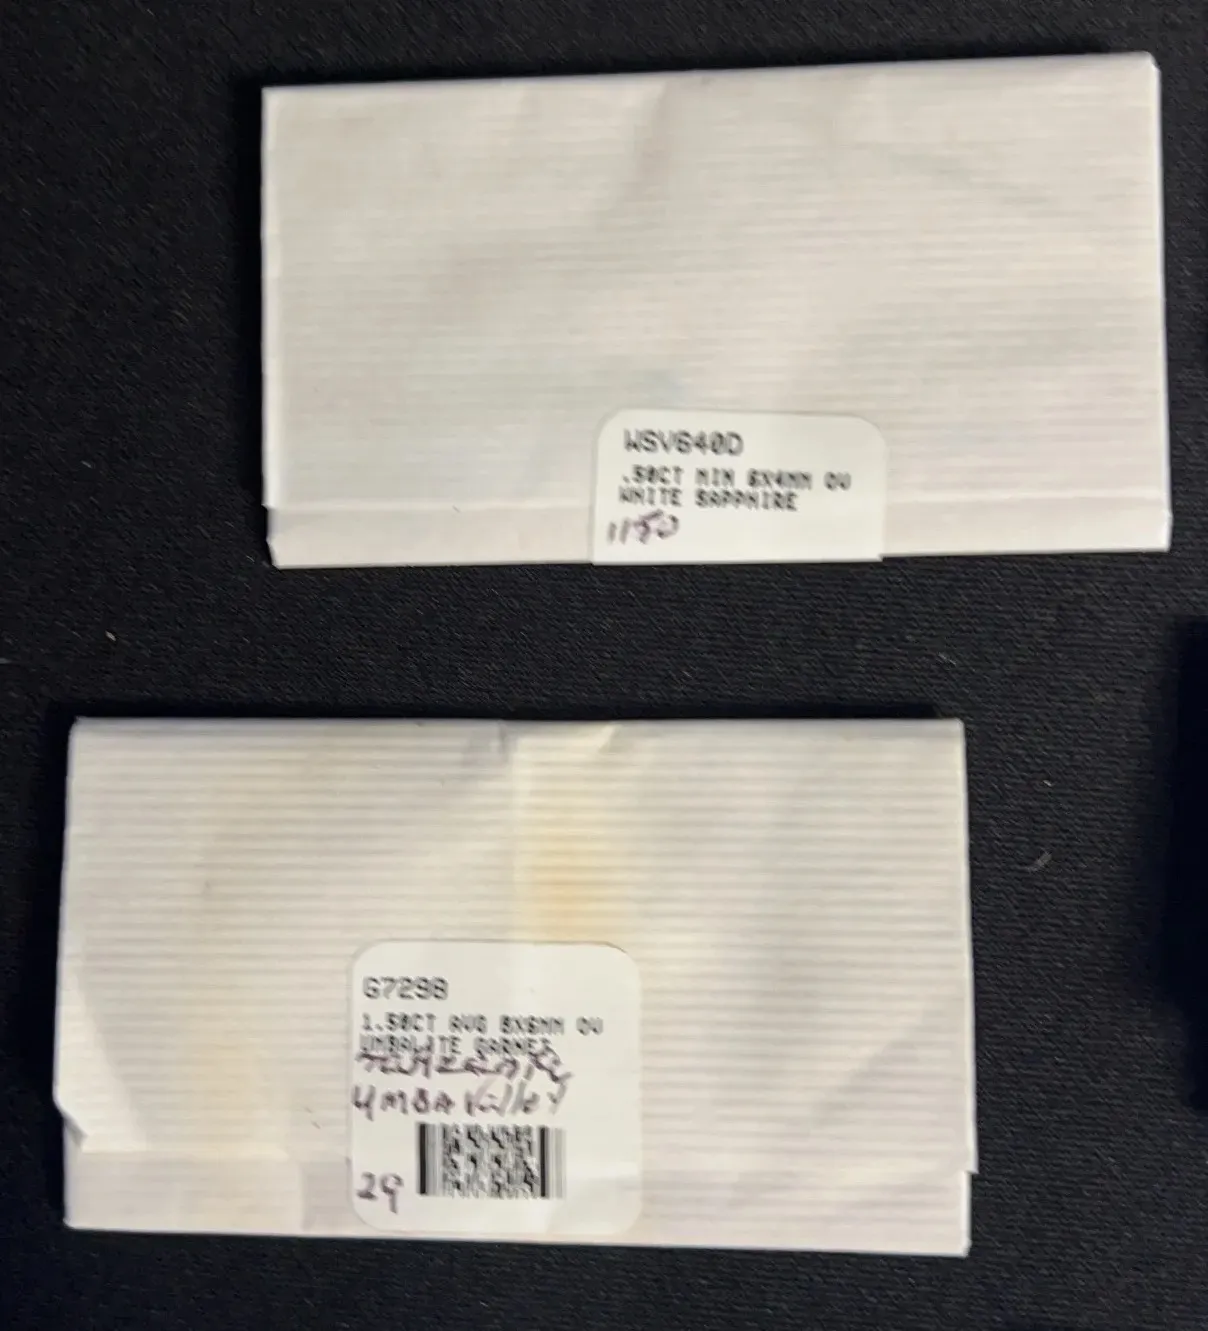 WSV640D
.50CT MIN 6X4MM OV
WHITE SAPPHIRE
1150
G7298
1.50CT AVG 8X6MM OV
UMBALITE GARNET
UMBA Valley
29